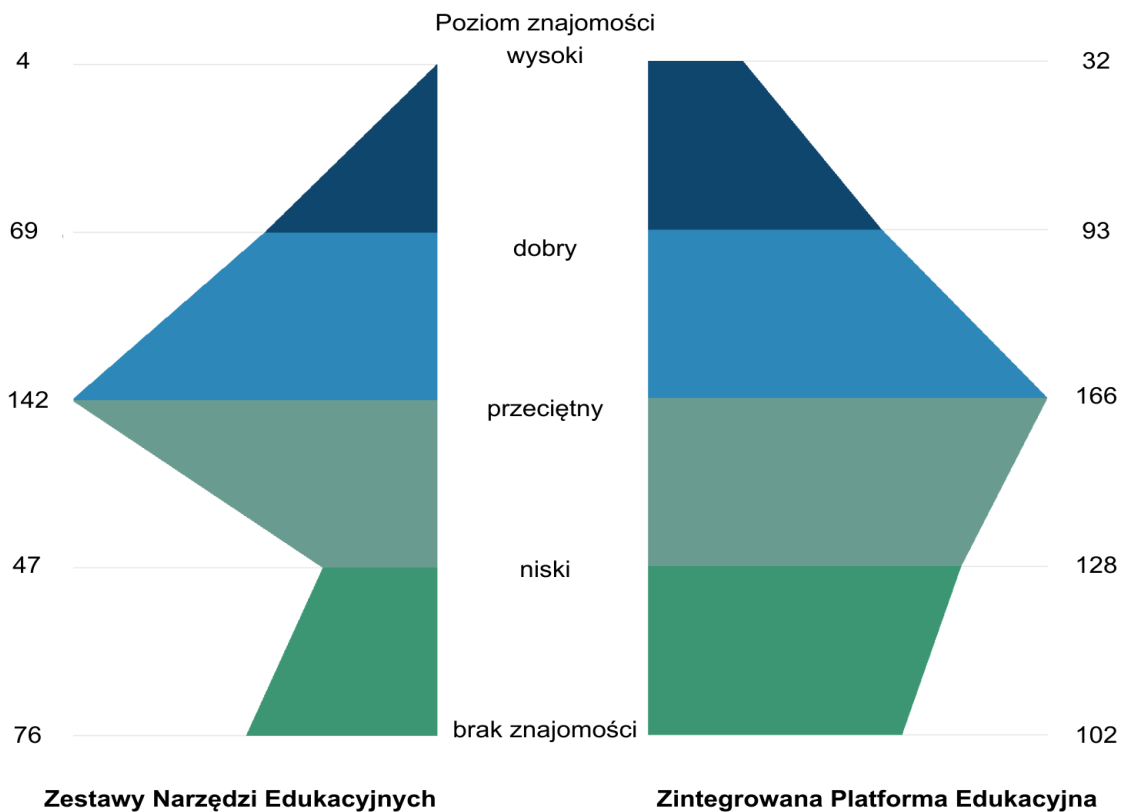 Poziom znajomości
4 wysoki 32
69 dobry 93
142 przeciętny 166
47 niski 128
76 brak znajomości 102
Zestawy Narzędzi Edukacyjnych Zintegrowana Platforma Edukacyjna